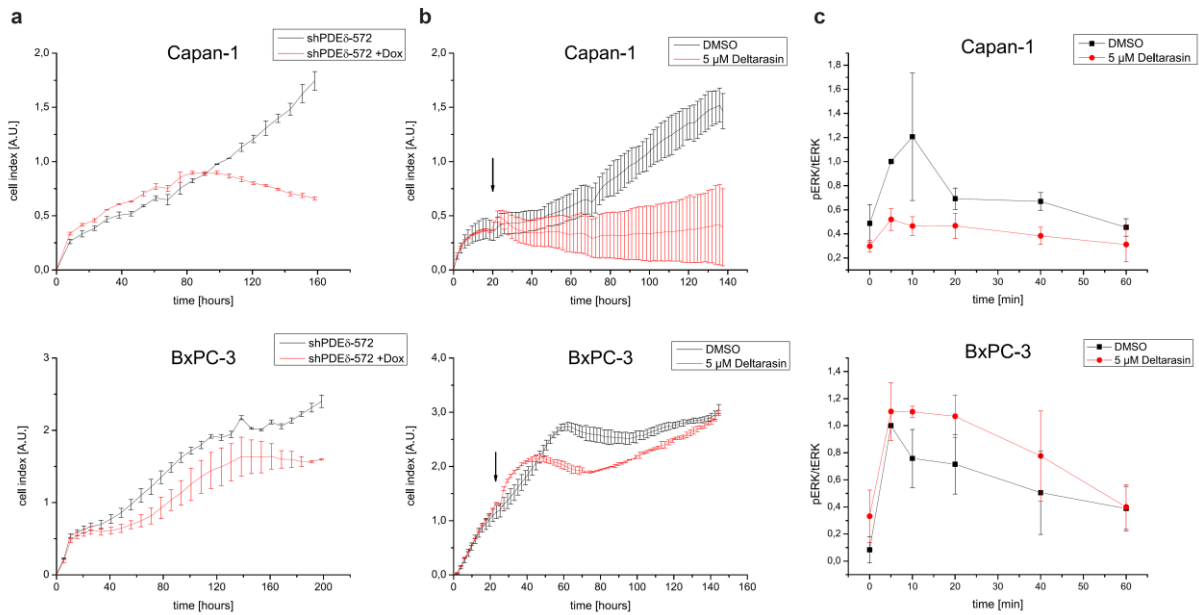 a
Capan-1
shPDEδ-572
shPDEδ-572 +Dox
2,0
1,5
1,0
0,5
0,0
cell index [A.U.]
0 40 80 120 160
time [hours]
b
Capan-1
DMSO
5 µM Deltarasin
2,0
1,5
1,0
0,5
0,0
cell index [A.U.]
0 20 40 60 80 100 120 140
time [hours]
c
Capan-1
DMSO
5 µM Deltarasin
1,8
1,6
1,4
1,2
1,0
0,8
0,6
0,4
0,2
pERK/tERK
0 10 20 30 40 50 60
time [min]
BxPC-3
shPDEδ-572
shPDEδ-572 +Dox
3
2
1
0
cell index [A.U.]
0 40 80 120 160 200
time [hours]
BxPC-3
DMSO
5 µM Deltarasin
4,0
3,0
2,0
1,0
0,0
cell index [A.U.]
0 20 40 60 80 100 120 140 160
time [hours]
BxPC-3
DMSO
5 µM Deltarasin
1,4
1,2
1,0
0,8
0,6
0,4
0,2
0,0
pERK/tERK
0 10 20 30 40 50 60
time [min]